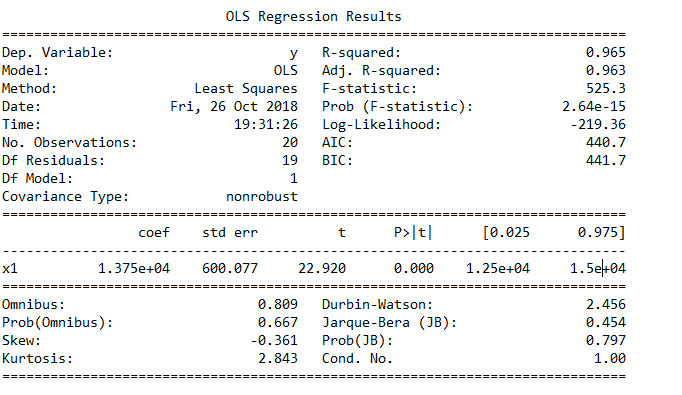 OLS Regression Results
==============================================================================
Dep. Variable: y R-squared: 0.965
Model: OLS Adj. R-squared: 0.963
Method: Least Squares F-statistic: 525.3
Date: Fri, 26 Oct 2018 Prob (F-statistic): 2.64e-15
Time: 19:31:26 Log-Likelihood: -219.36
No. Observations: 20 AIC: 440.7
Df Residuals: 19 BIC: 441.7
Df Model: 1
Covariance Type: nonrobust
==============================================================================
coef std err t P>|t| [0.025 0.975]
------------------------------------------------------------------------------
x1 1.375e+04 600.077 22.920 0.000 1.25e+04 1.5e+04
==============================================================================
Omnibus: 0.809 Durbin-Watson: 2.456
Prob(Omnibus): 0.667 Jarque-Bera (JB): 0.454
Skew: -0.361 Prob(JB): 0.797
Kurtosis: 2.843 Cond. No. 1.00
==============================================================================